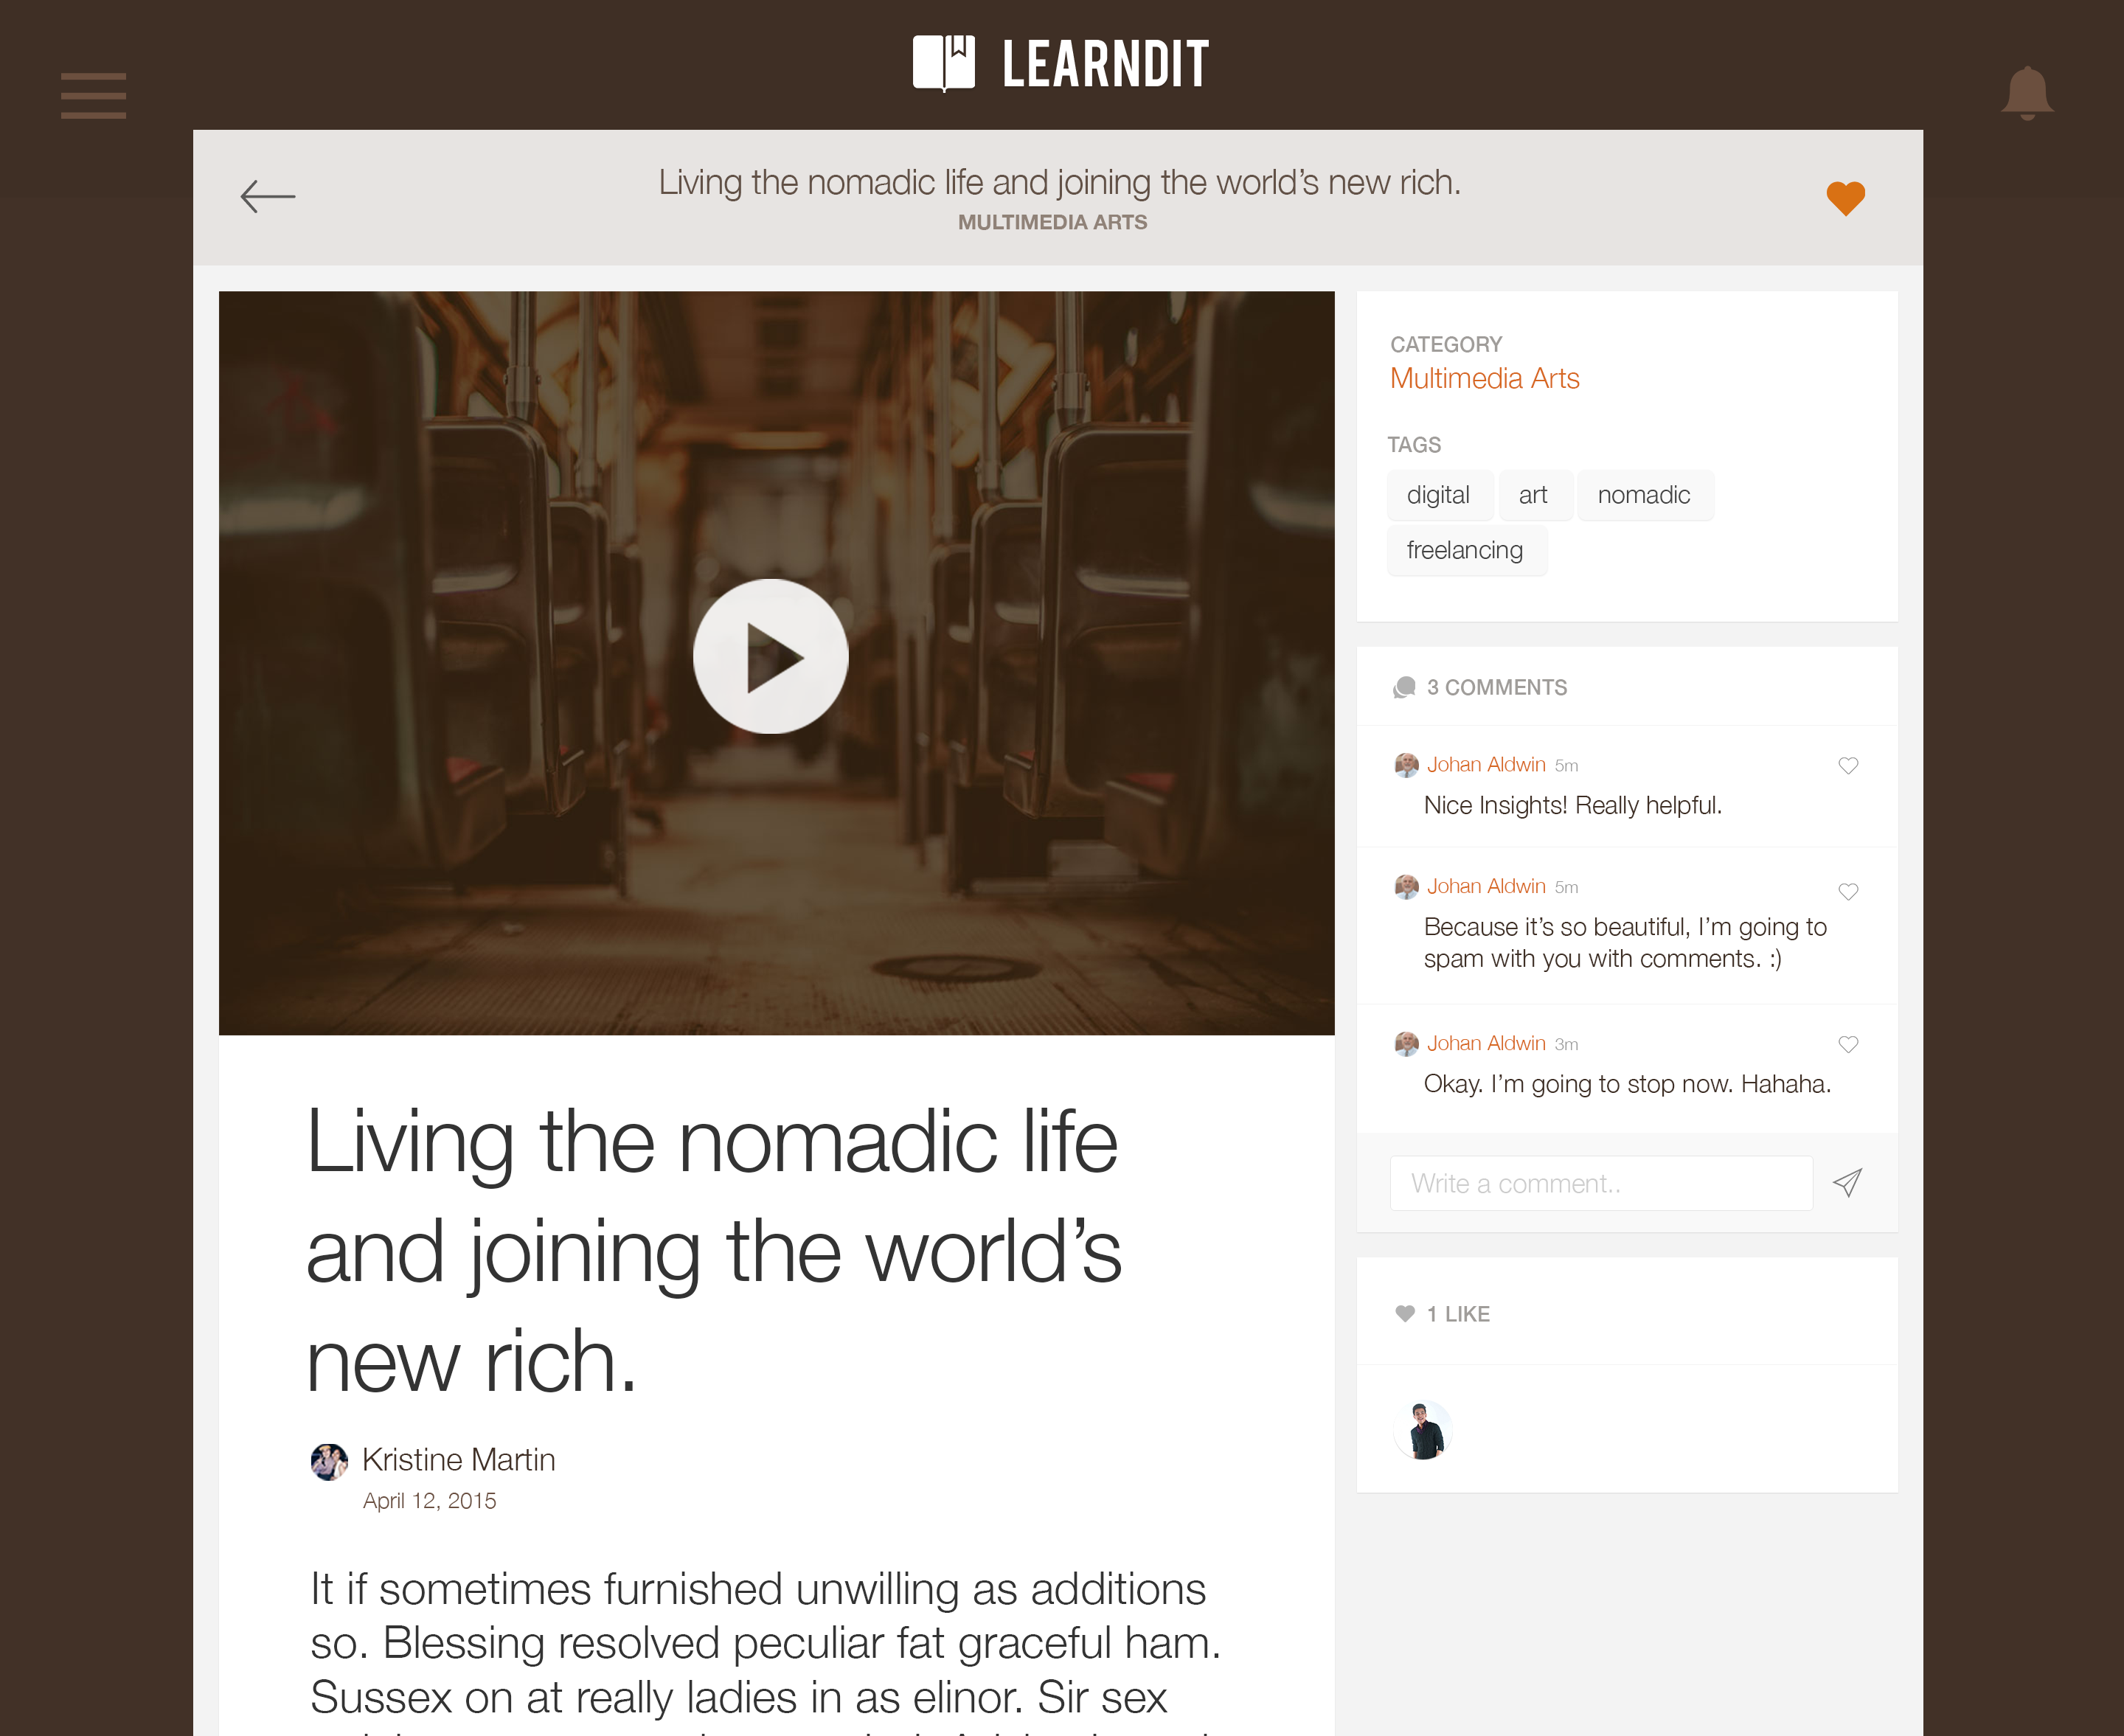 LEARNDIT
Living the nomadic life and joining the world’s new rich.
MULTIMEDIA ARTS
CATEGORY
Multimedia Arts
TAGS
digital art nomadic
freelancing
3 COMMENTS
Johan Aldwin 5m
Nice Insights! Really helpful.
Johan Aldwin 5m
Because it’s so beautiful, I’m going to
spam with you with comments. :)
Johan Aldwin 3m
Okay. I’m going to stop now. Hahaha.
Write a comment..
1 LIKE
Living the nomadic life
and joining the world’s
new rich.
Kristine Martin
April 12, 2015
It if sometimes furnished unwilling as additions
so. Blessing resolved peculiar fat graceful ham.
Sussex on at really ladies in as elinor. Sir sex